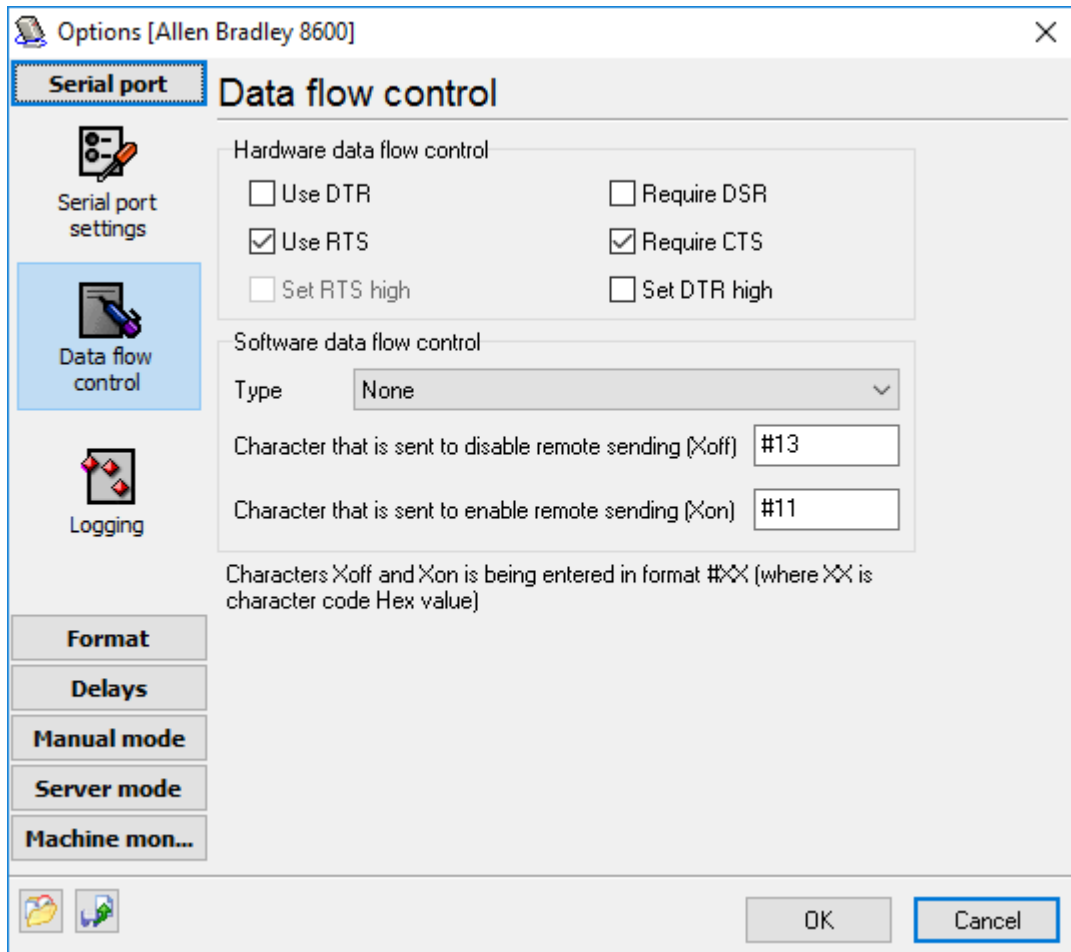 Options [Allen Bradley 8600]
Serial port
Serial port
settings
Data flow
control
Logging
Format
Delays
Manual mode
Server mode
Machine mon...
Data flow control
Hardware data flow control
Use DTR
Require DSR
Use RTS
Require CTS
Set RTS high
Set DTR high
Software data flow control
Type None
Character that is sent to disable remote sending (Xoff) #13
Character that is sent to enable remote sending (Xon) #11
Characters Xoff and Xon is being entered in format #XX (where XX is
character code Hex value)
OK
Cancel